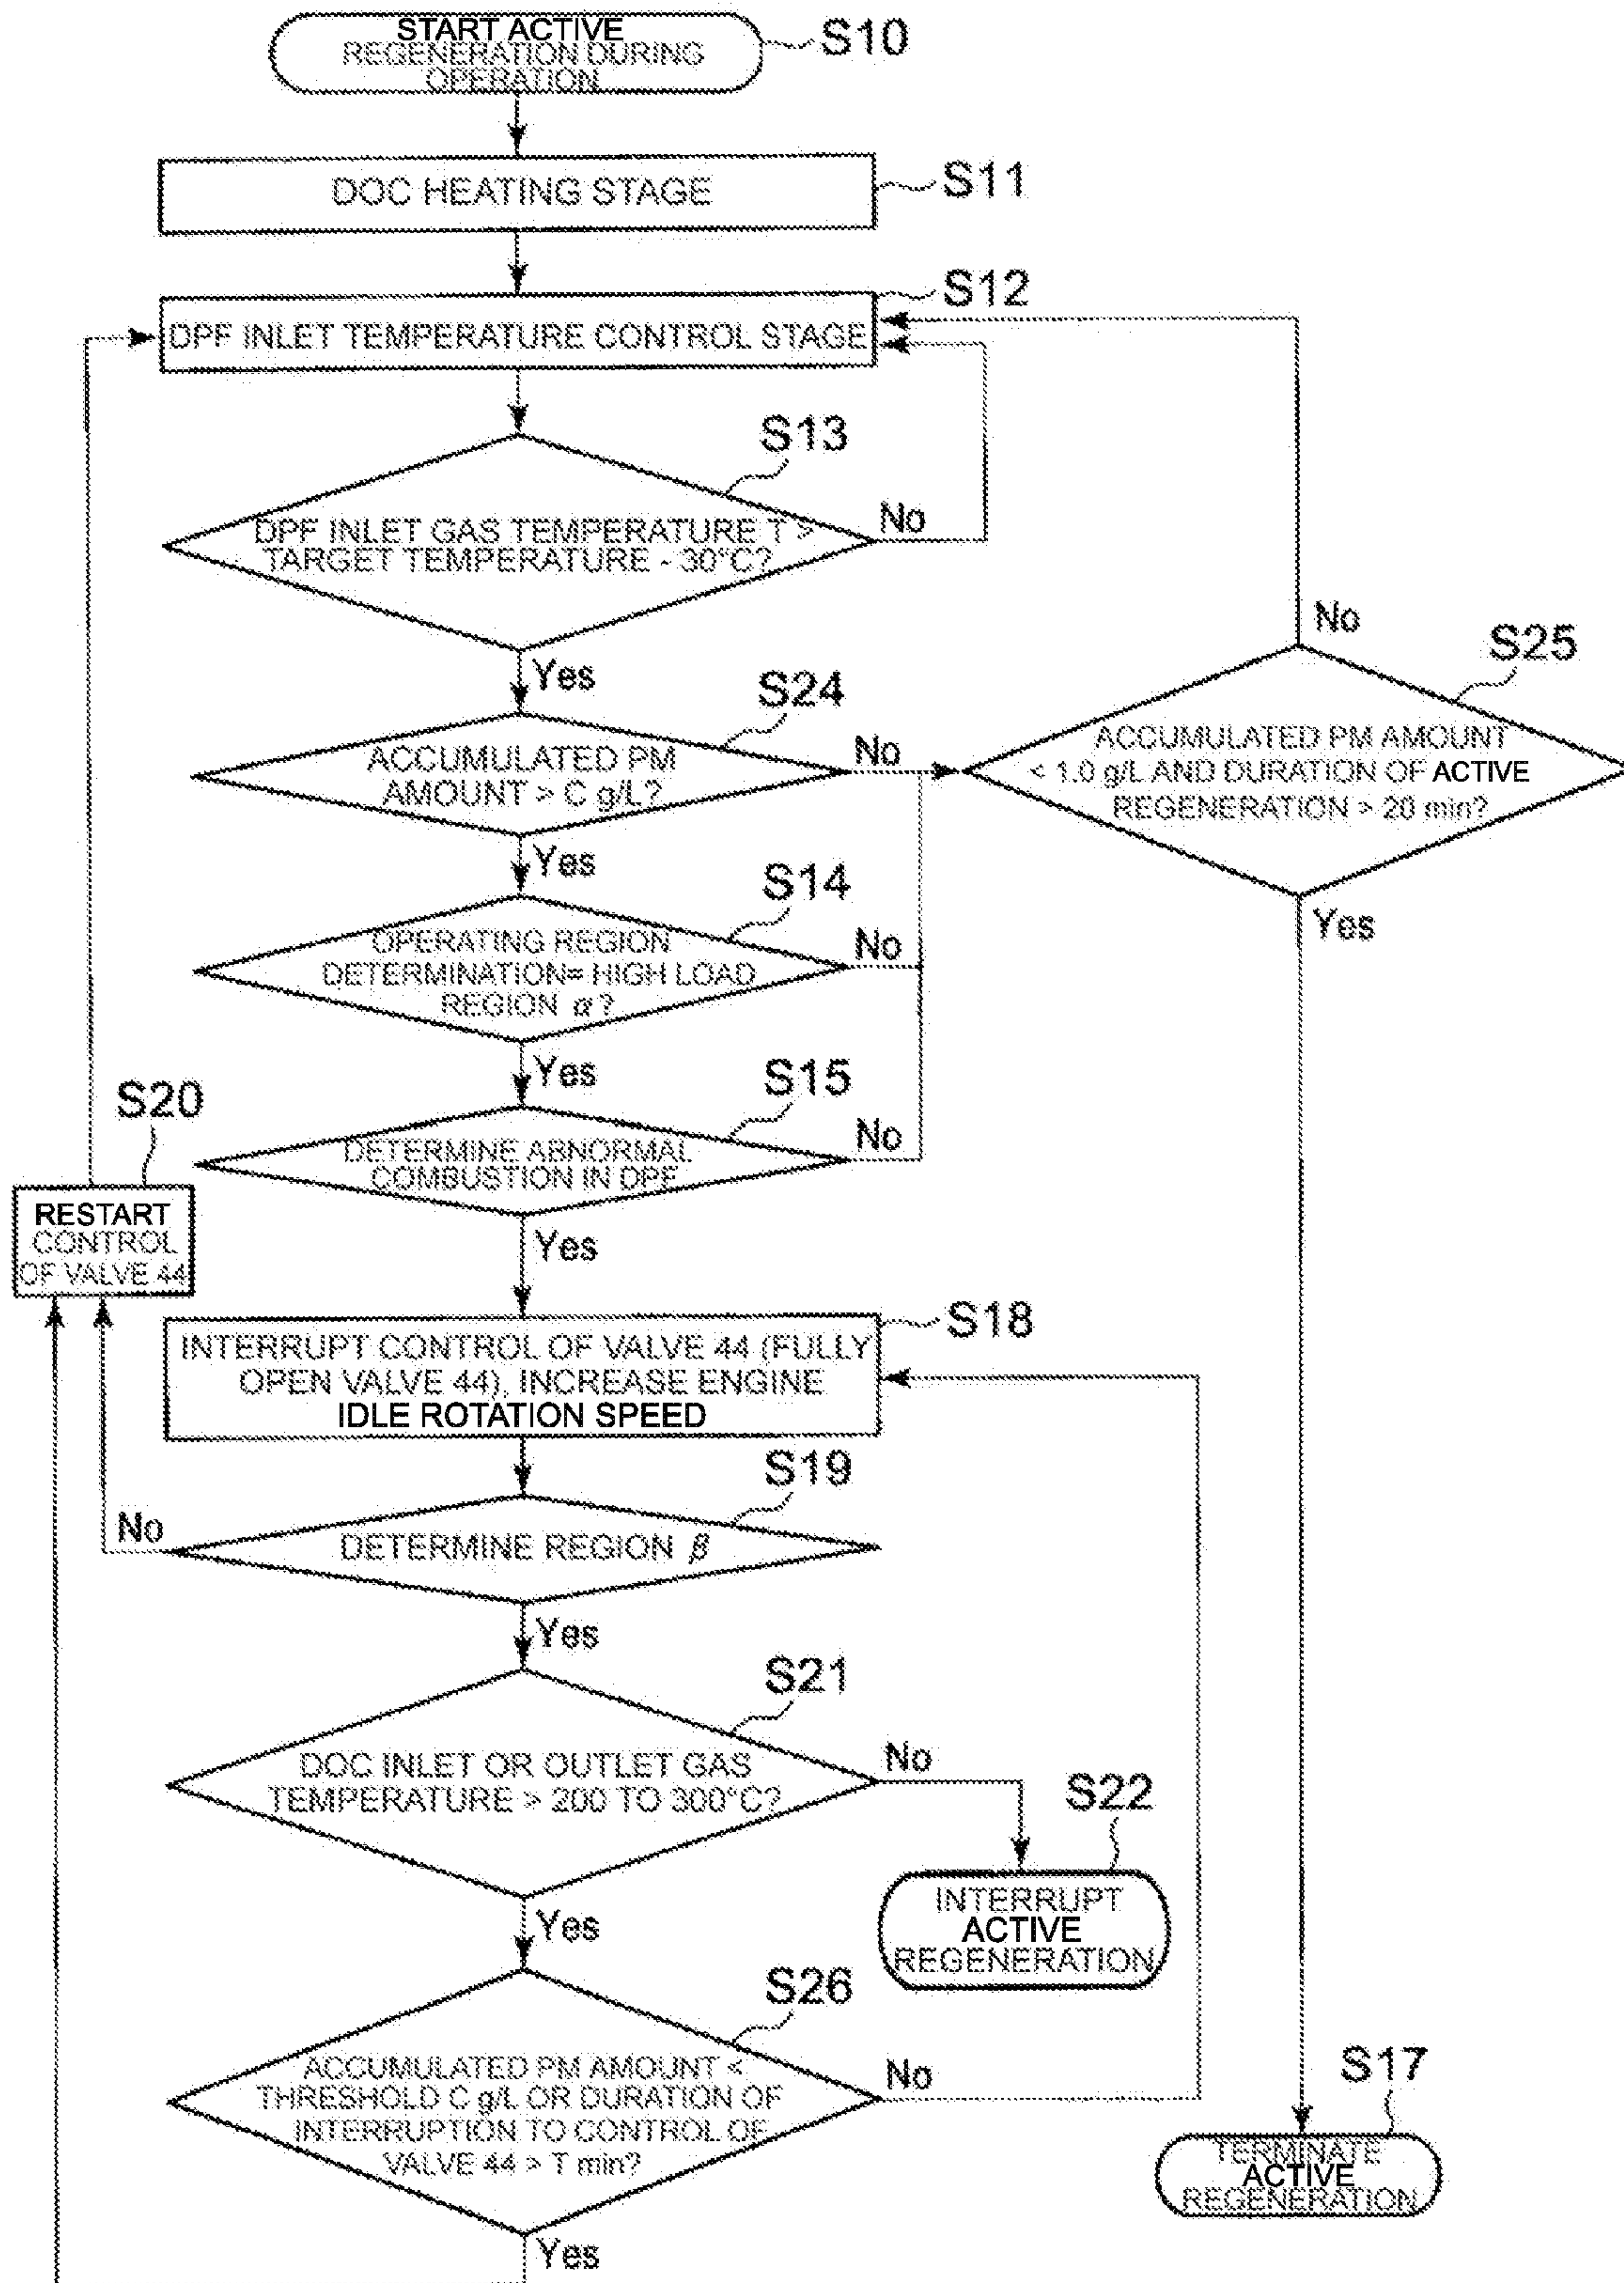 START ACTIVE
REGENERATION DURING
OPERATION
S10
DOC HEATING STAGE
S11
S12
DPF INLET TEMPERATURE CONTROL STAGE
S13
DPF INLET GAS TEMPERATURE T >
TARGET TEMPERATURE - 30°C?
No
Yes
S24
ACCUMULATED PM
AMOUNT > C g/L?
No
Yes
No
S25
ACCUMULATED PM AMOUNT
< 1.0 g/L AND DURATION OF ACTIVE
REGENERATION > 20 min?
Yes
S14
OPERATING REGION
DETERMINATION= HIGH LOAD
REGION α?
No
Yes
S15
DETERMINE ABNORMAL
COMBUSTION IN DPF
No
Yes
S20
RESTART
CONTROL
OF VALVE 44
S18
INTERRUPT CONTROL OF VALVE 44 (FULLY
OPEN VALVE 44), INCREASE ENGINE
IDLE ROTATION SPEED
S19
No
DETERMINE REGION β
Yes
S21
DOC INLET OR OUTLET GAS
TEMPERATURE > 200 TO 300°C?
No
Yes
S22
INTERRUPT
ACTIVE
REGENERATION
S26
ACCUMULATED PM AMOUNT <
THRESHOLD C g/L OR DURATION OF
INTERRUPTION TO CONTROL OF
VALVE 44 > T min?
No
Yes
S17
TERMINATE
ACTIVE
REGENERATION